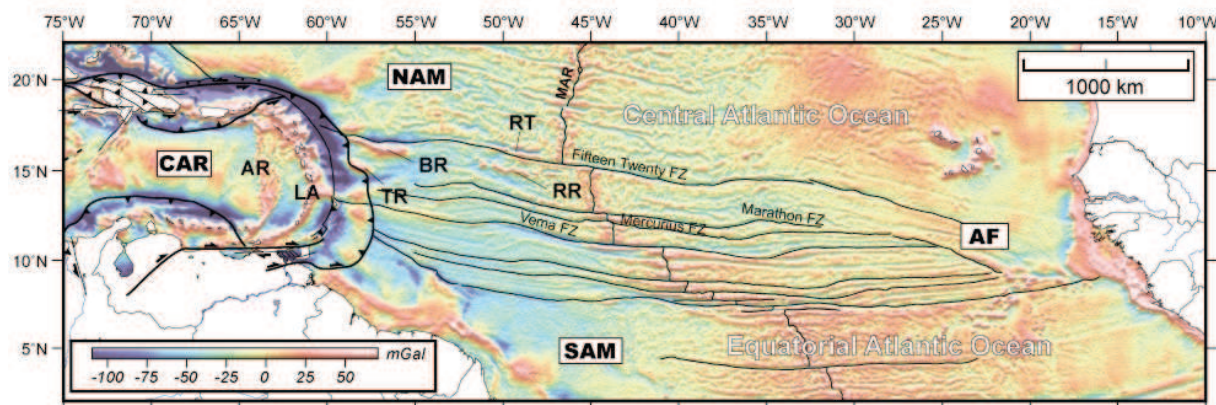 75°W 70°W 65°W 60°W 55°W 50°W 45°W 40°W 35°W 30°W 25°W 20°W 15°W 10°W
20°N
15°N
10°N
5°N
NAM
MAR
1000 km
Central Atlantic Ocean
RT
Fifteen Twenty FZ
CAR
AR
BR
LA
TR
RR
Marathon FZ
Mercurius FZ
Vema FZ
AF
SAM
Equatorial Atlantic Ocean
mGal
-100 -75 -50 -25 0 25 50